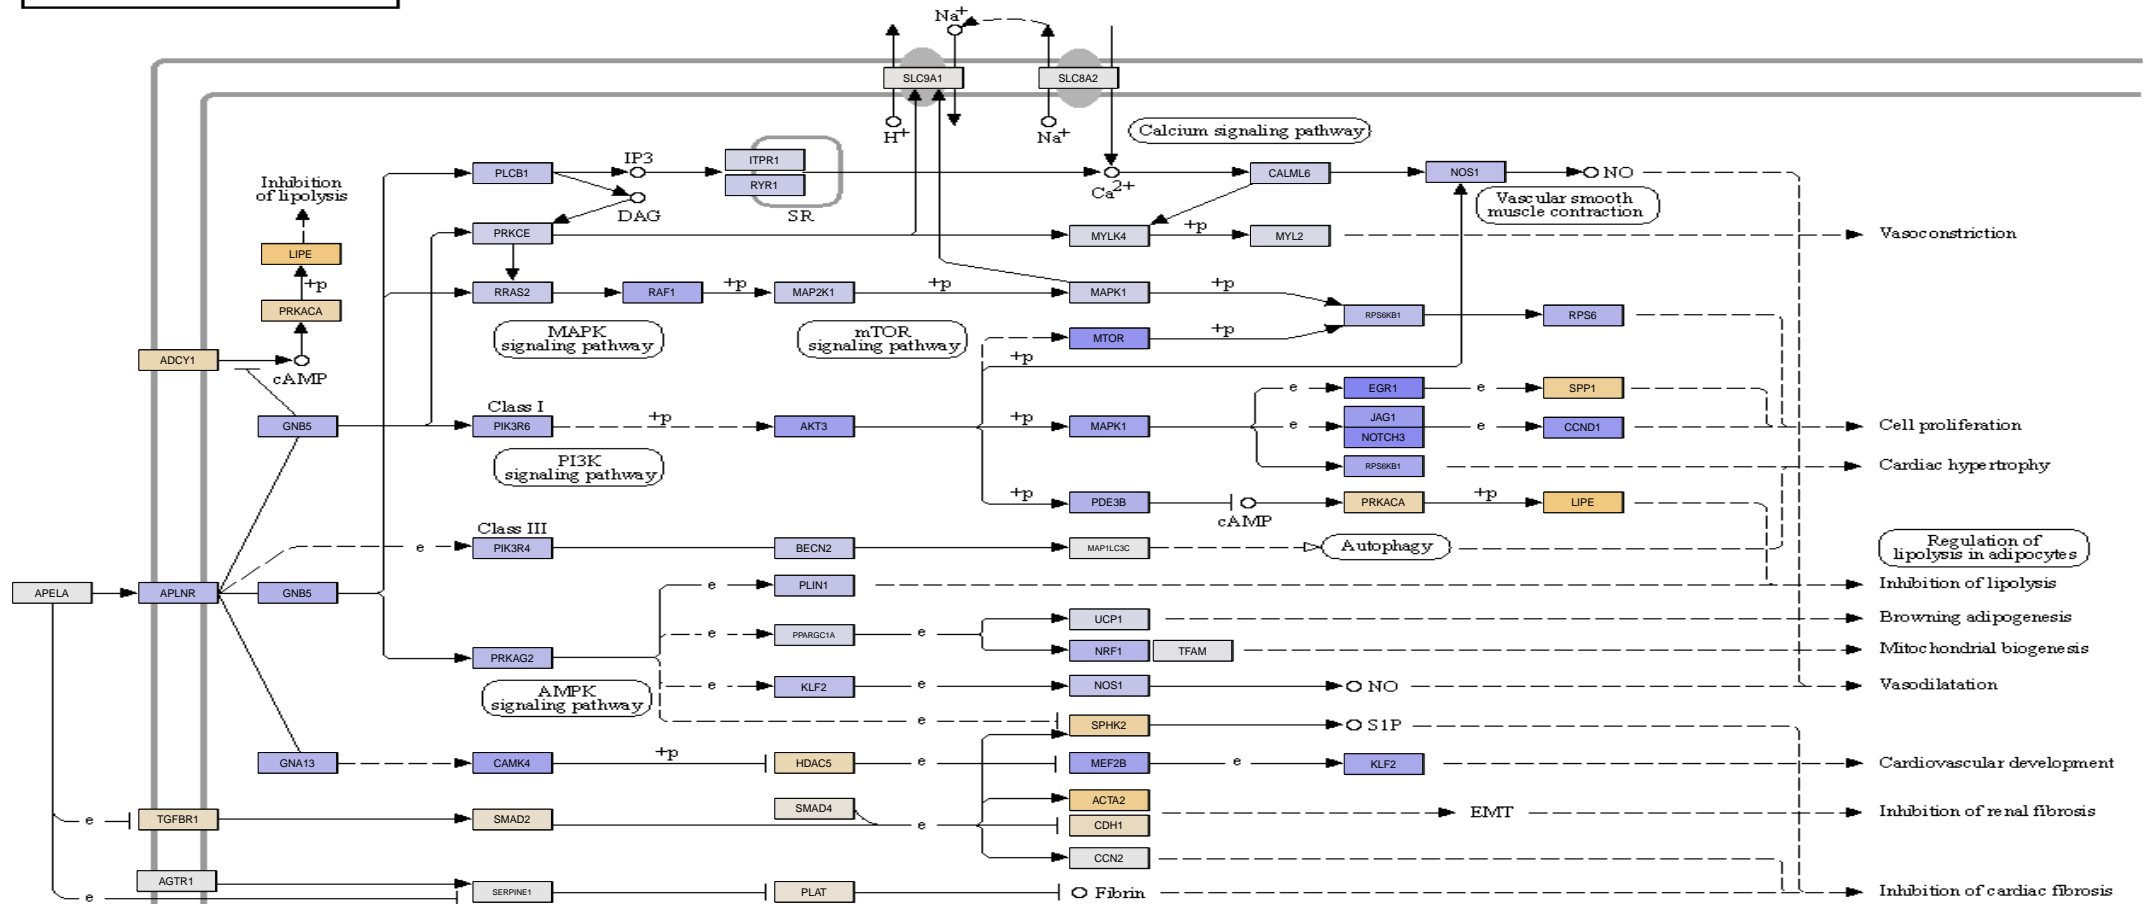 Na+
SLC9A1
SLC8A2
H+
Na+
Calcium signaling pathway
IP3
ITPR1
PLCB1
RYR1
SR
DAG
Ca2+
CALML6
NOS1
NO
Vascular smooth
muscle contraction
Inhibition
of lipolysis
LIPE
+p
PRKACA
PRKCE
MYLK4
+p
MYL2
Vasoconstriction
RRAS2
RAF1
+p
MAP2K1
+p
MAPK1
+p
RPS6KB1
RPS6
MAPK
signaling pathway
mTOR
signaling pathway
MTOR
+p
+p
ADCY1
cAMP
GNB5
Class I
PIK3R6
+p
AKT3
+p
MAPK1
e
EGR1
e
SPP1
e
JAG1
NOTCH3
e
CCND1
Cell proliferation
PI3K
signaling pathway
RPS6KB1
Cardiac hypertrophy
+p
PDE3B
cAMP
PRKACA
+p
LIPE
Class III
e
PIK3R4
BECN2
MAP1LC3C
Autophagy
Regulation of
lipolysis in adipocytes
APELA
APLNR
GNB5
e
PLIN1
Inhibition of lipolysis
e
PPARGC1A
e
UCP1
Browning adipogenesis
PRKAG2
NRF1
TFAM
Mitochondrial biogenesis
AMPK
signaling pathway
e
KLF2
e
NOS1
NO
Vasodilatation
e
SPHK2
S1P
GNA13
CAMK4
+p
HDAC5
e
MEF2B
e
KLF2
Cardiovascular development
e
TGFBR1
SMAD2
SMAD4
e
ACTA2
CDH1
EMT
Inhibition of renal fibrosis
CCN2
AGTR1
e
SERPINE1
PLAT
Fibrin
Inhibition of cardiac fibrosis